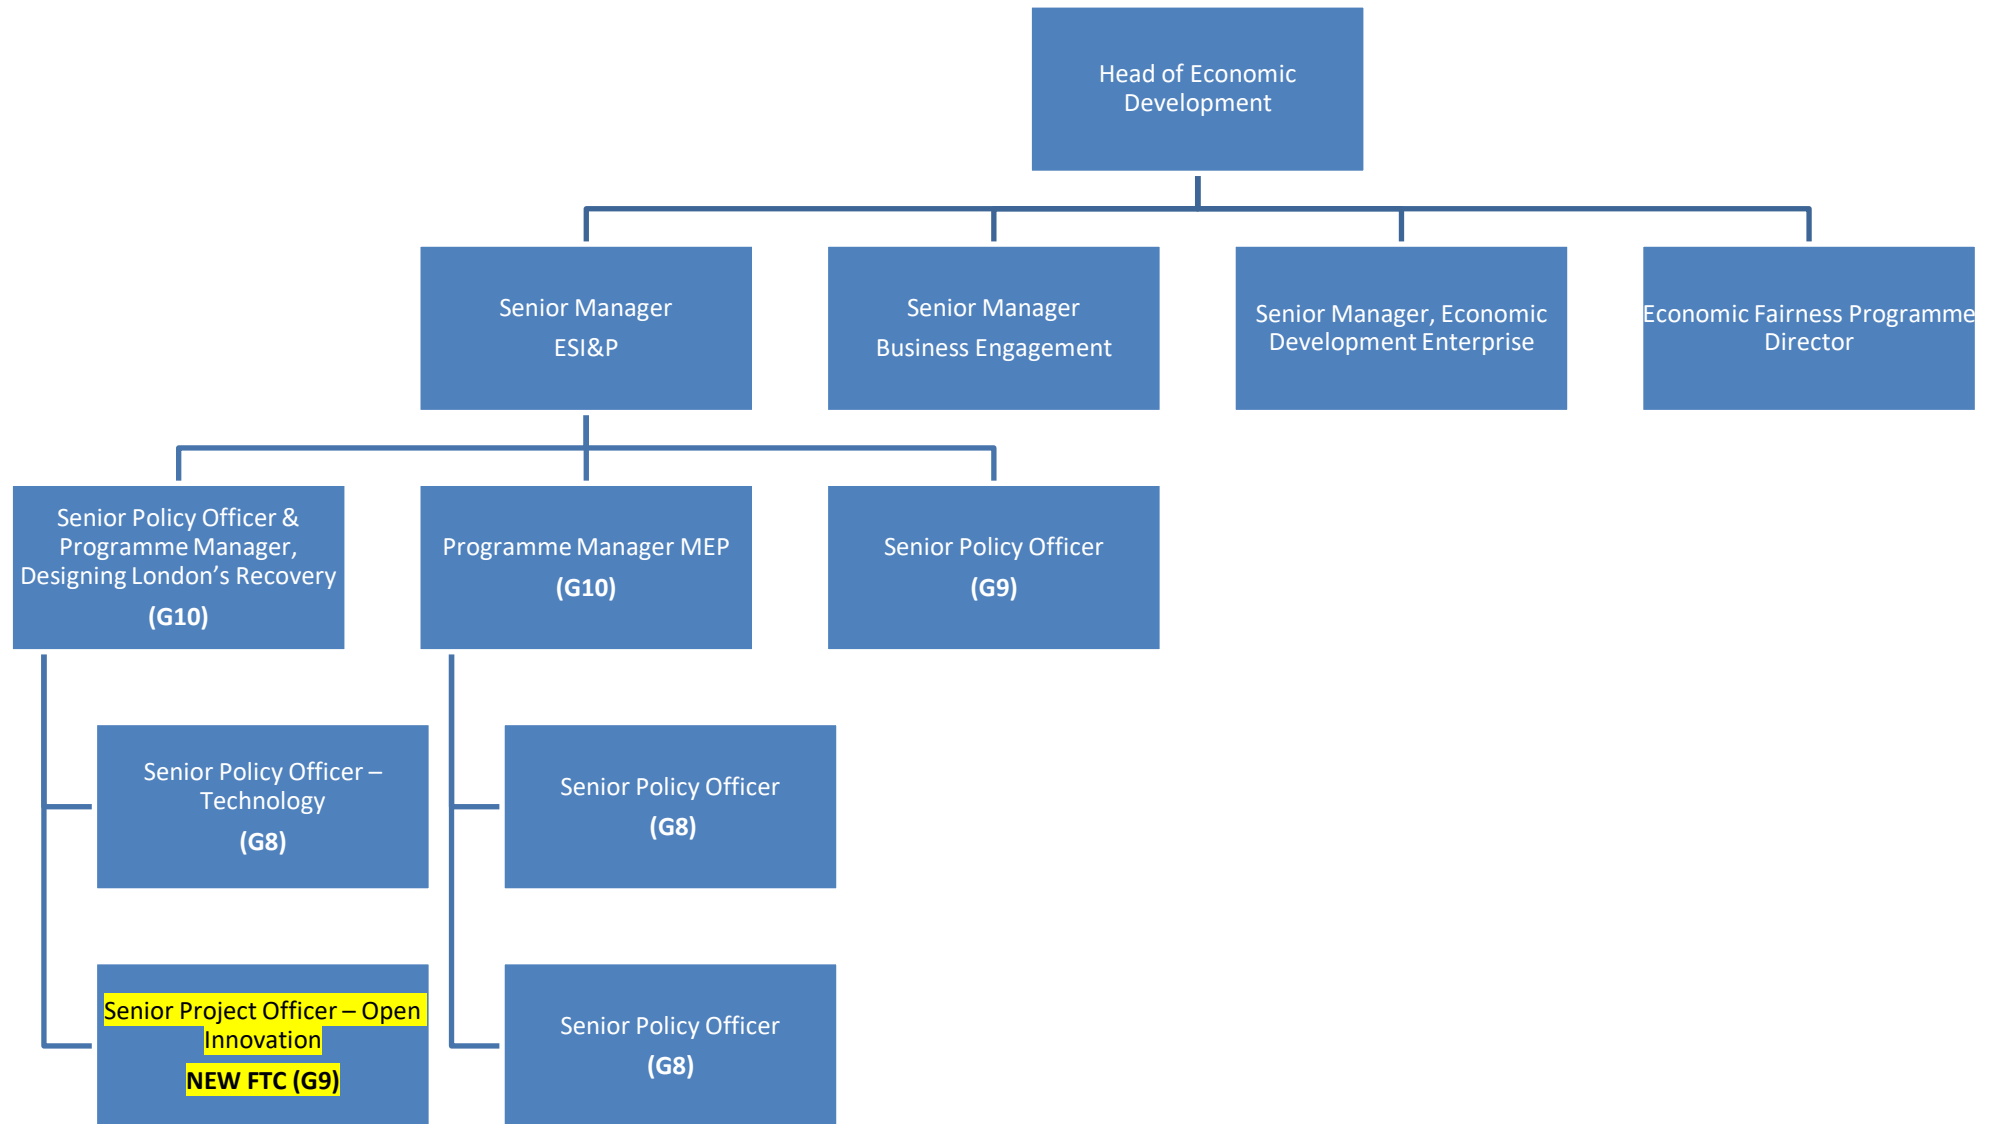 Head of Economic
Development
Senior Manager
ESI&P
Senior Manager
Business Engagement
Senior Manager, Economic
Development Enterprise
Economic Fairness Programme
Director
Senior Policy Officer &
Programme Manager,
Designing London’s Recovery
(G10)
Programme Manager MEP
(G10)
Senior Policy Officer
(G9)
Senior Policy Officer –
Technology
(G8)
Senior Policy Officer
(G8)
Senior Project Officer – Open
Innovation
NEW FTC (G9)
Senior Policy Officer
(G8)